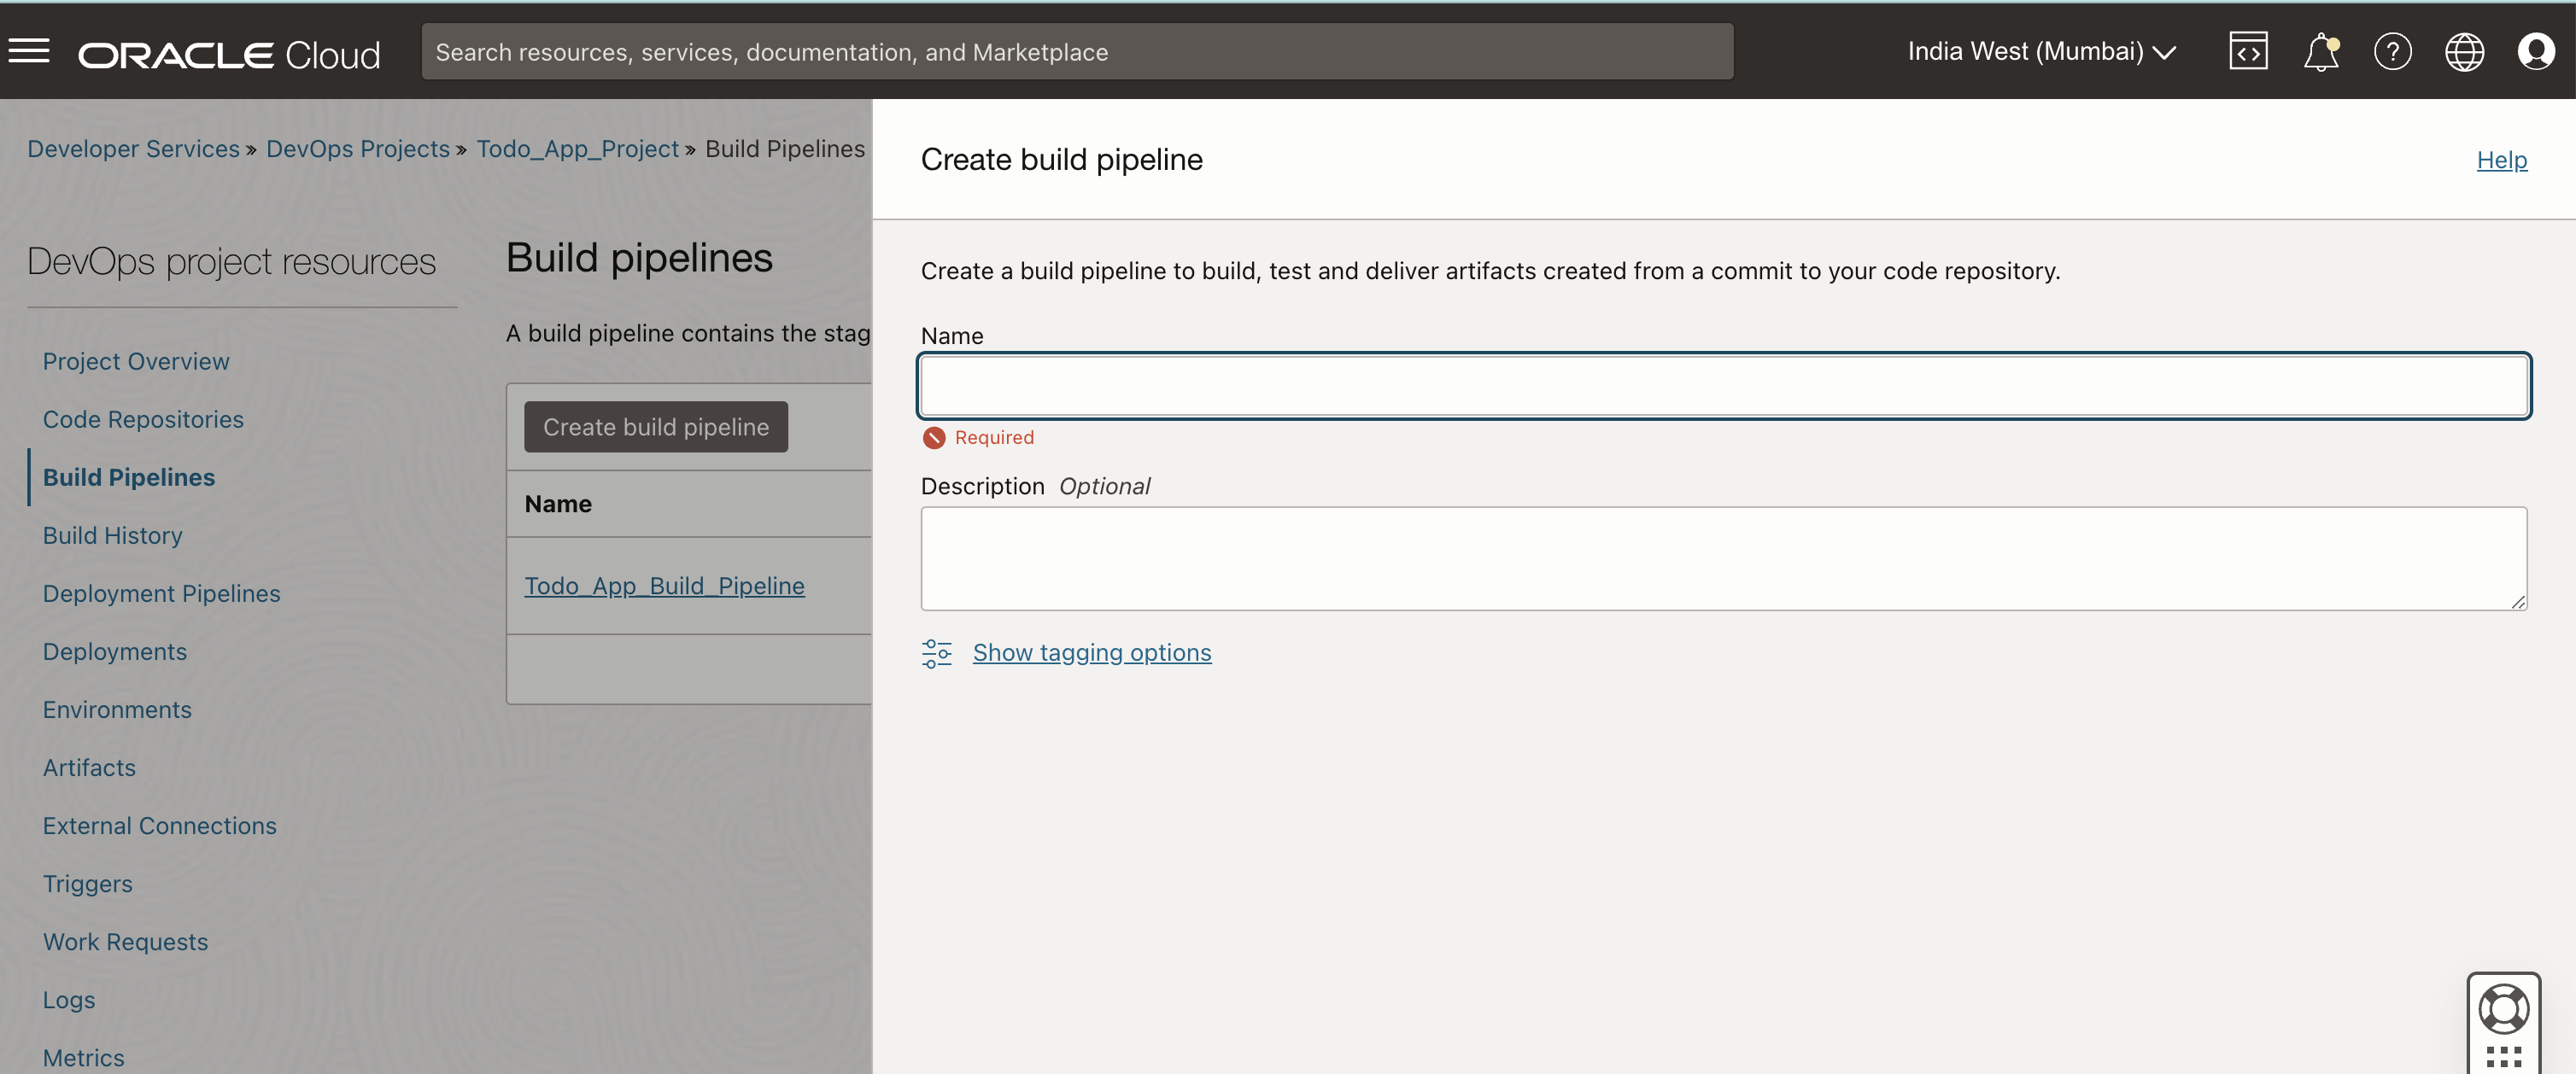 ORACLE Cloud
Search resources, services, documentation, and Marketplace
India West (Mumbai)
Developer Services » DevOps Projects » Todo_App_Project » Build Pipelines
DevOps project resources
Project Overview
Code Repositories
Build Pipelines
Build History
Deployment Pipelines
Deployments
Environments
Artifacts
External Connections
Triggers
Work Requests
Logs
Metrics
Build pipelines
A build pipeline contains the stag
Create build pipeline
Name
Todo_App_Build_Pipeline
Create build pipeline
Help
Create a build pipeline to build, test and deliver artifacts created from a commit to your code repository.
Name
Required
Description Optional
Show tagging options